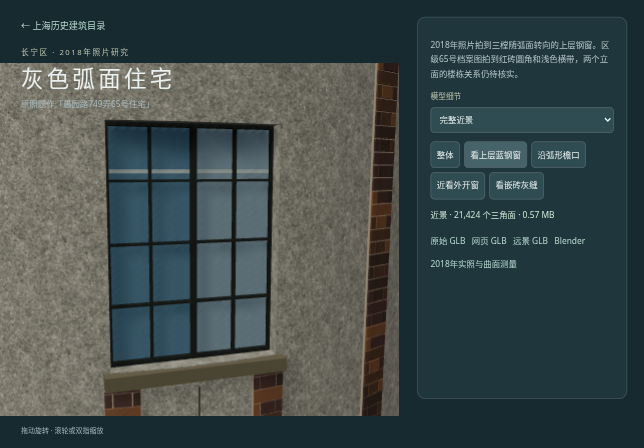 ← 上海历史建筑目录
长宁区 · 2018年照片研究
灰色弧面住宅
2018年照片拍到三樘随弧面转向的上层钢窗。区
级65号档案图拍到红砖圆角和浅色横带，两个立
面的楼栋关系仍待核实。
模型细节
完整近景
整体
看上层蓝钢窗
沿弧形檐口
近看外开窗
看嵌砖灰缝
近景 · 21,424 个三角面 · 0.57 MB
原始 GLB 网页 GLB 远景 GLB Blender
2018年实照与曲面测量
拖动旋转 · 滚轮或双指缩放